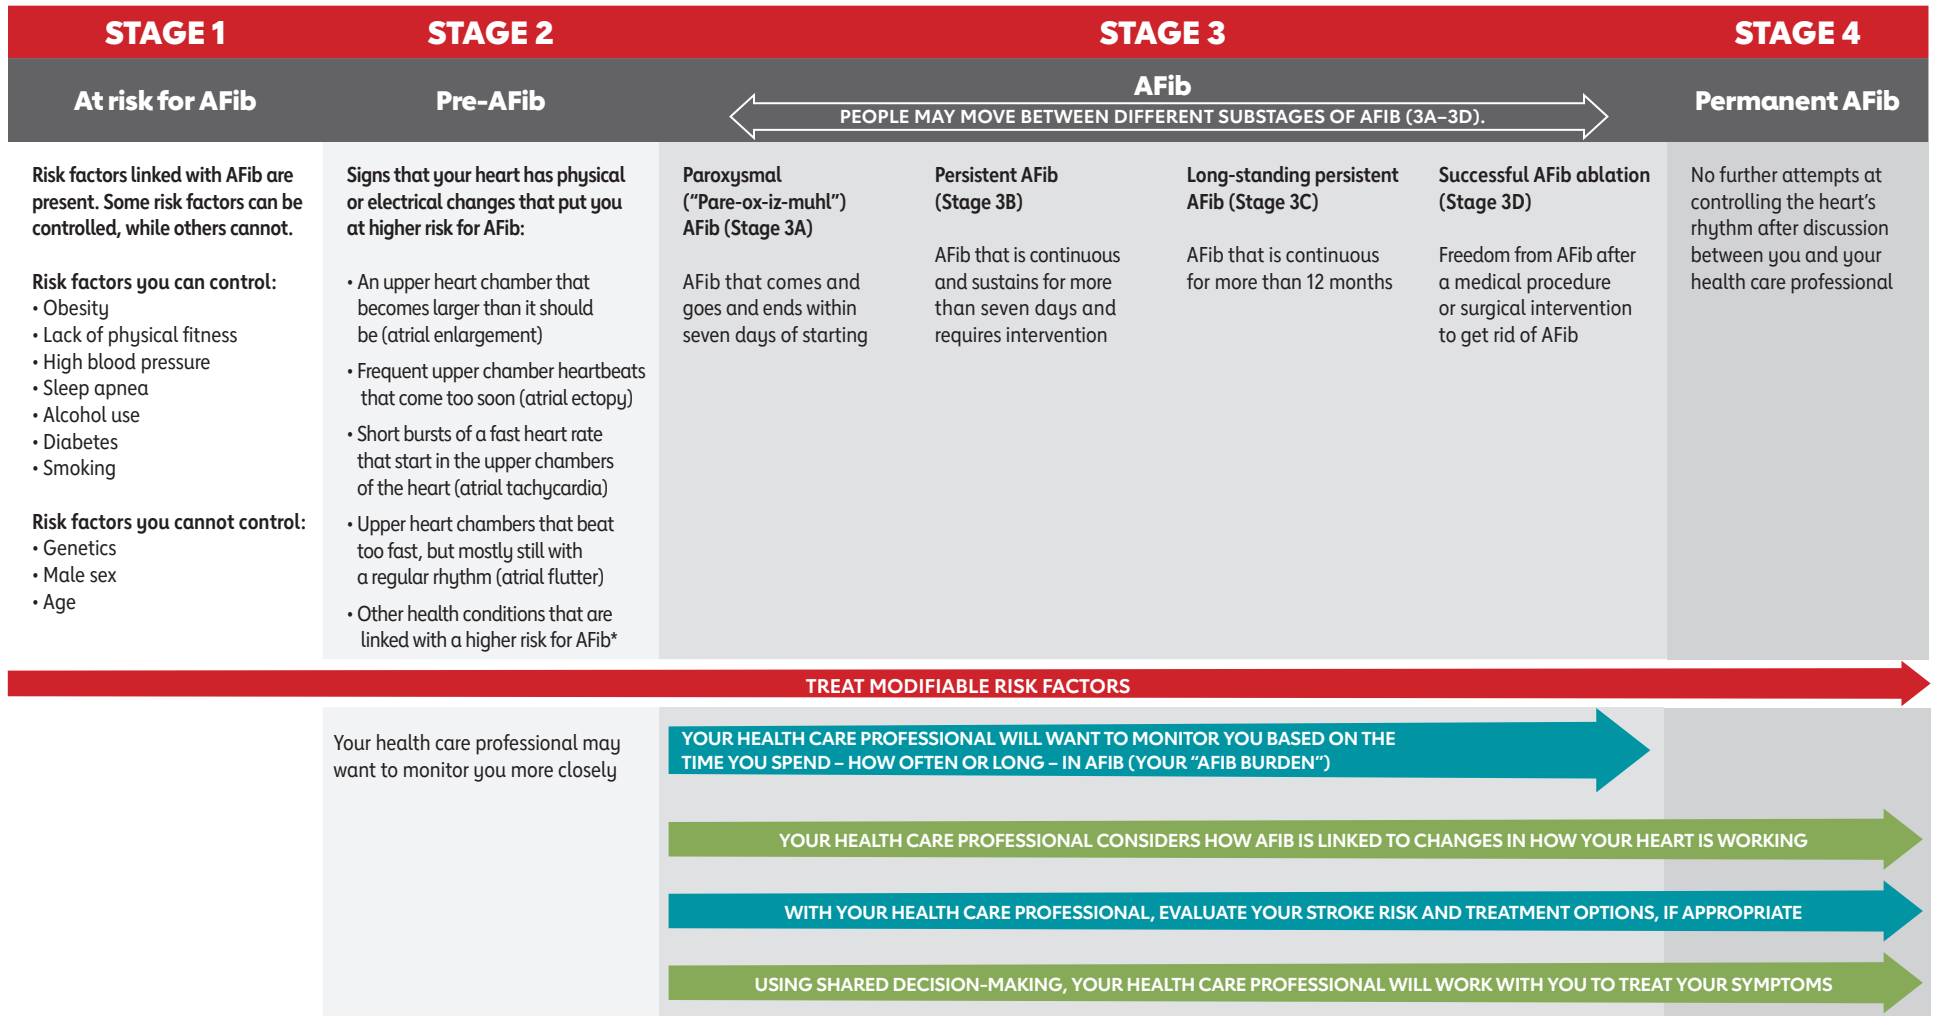 STAGE 1
STAGE 2
STAGE 3
STAGE 4
At risk for AFib
Pre-AFib
AFib
PEOPLE MAY MOVE BETWEEN DIFFERENT SUBSTAGES OF AFIB (3A–3D).
Permanent AFib
Risk factors linked with AFib are
present. Some risk factors can be
controlled, while others cannot.
Risk factors you can control:
• Obesity
• Lack of physical fitness
• High blood pressure
• Sleep apnea
• Alcohol use
• Diabetes
• Smoking
Risk factors you cannot control:
• Genetics
• Male sex
• Age
Signs that your heart has physical
or electrical changes that put you
at higher risk for AFib:
• An upper heart chamber that
becomes larger than it should
be (atrial enlargement)
• Frequent upper chamber heartbeats
that come too soon (atrial ectopy)
• Short bursts of a fast heart rate
that start in the upper chambers
of the heart (atrial tachycardia)
• Upper heart chambers that beat
too fast, but mostly still with
a regular rhythm (atrial flutter)
• Other health conditions that are
linked with a higher risk for AFib*
Paroxysmal
(“Pare-ox-iz-muhl”)
AFib (Stage 3A)
AFib that comes and
goes and ends within
seven days of starting
Persistent AFib
(Stage 3B)
AFib that is continuous
and sustains for more
than seven days and
requires intervention
Long-standing persistent
AFib (Stage 3C)
AFib that is continuous
for more than 12 months
Successful AFib ablation
(Stage 3D)
Freedom from AFib after
a medical procedure
or surgical intervention
to get rid of AFib
No further attempts at
controlling the heart’s
rhythm after discussion
between you and your
health care professional
TREAT MODIFIABLE RISK FACTORS
Your health care professional may
want to monitor you more closely
YOUR HEALTH CARE PROFESSIONAL WILL WANT TO MONITOR YOU BASED ON THE
TIME YOU SPEND – HOW OFTEN OR LONG – IN AFIB (YOUR “AFIB BURDEN”)
YOUR HEALTH CARE PROFESSIONAL CONSIDERS HOW AFIB IS LINKED TO CHANGES IN HOW YOUR HEART IS WORKING
WITH YOUR HEALTH CARE PROFESSIONAL, EVALUATE YOUR STROKE RISK AND TREATMENT OPTIONS, IF APPROPRIATE
USING SHARED DECISION-MAKING, YOUR HEALTH CARE PROFESSIONAL WILL WORK WITH YOU TO TREAT YOUR SYMPTOMS